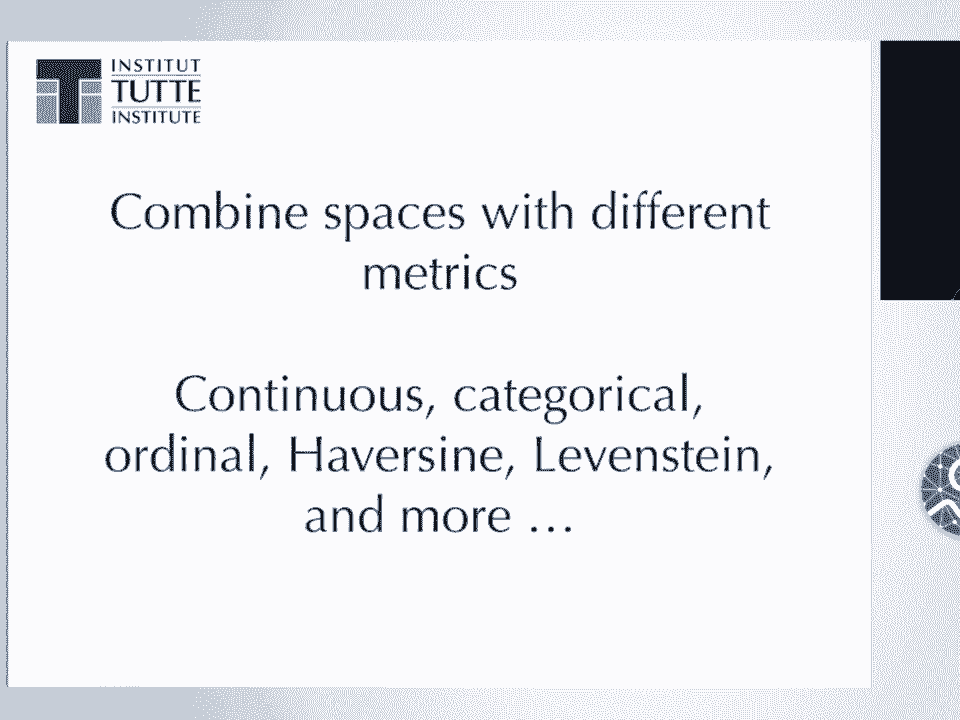 INSTITUT
TUTTE
INSTITUTE
Combine spaces with different
metrics
Continuous, categorical,
ordinal, Haversine, Levenstein,
and more …